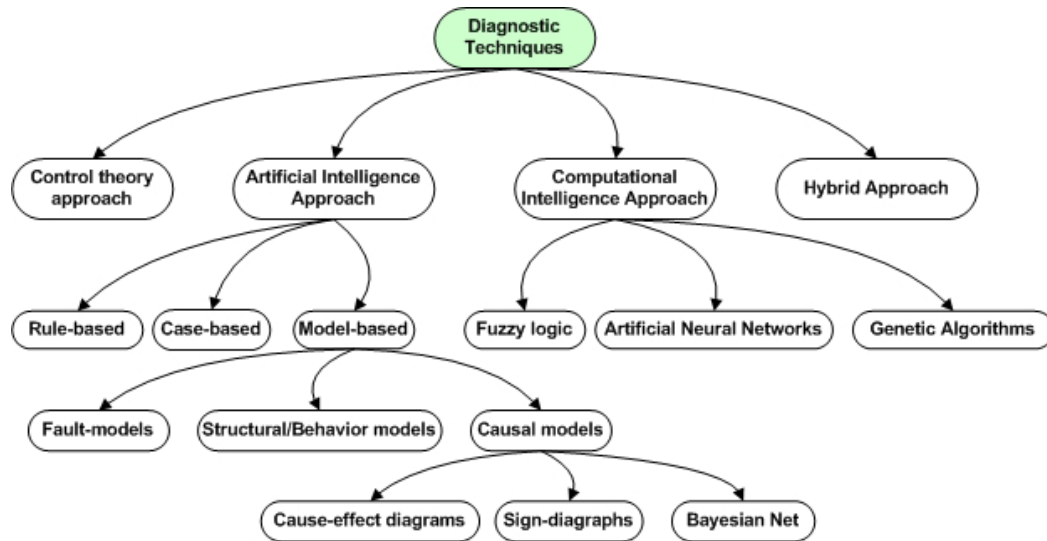 Diagnostic
Techniques
Control theory
approach
Artificial Intelligence
Approach
Computational
Intelligence Approach
Hybrid Approach
Rule-based
Case-based
Model-based
Fuzzy logic
Artificial Neural Networks
Genetic Algorithms
Fault-models
Structural/Behavior models
Causal models
Cause-effect diagrams
Sign-diagraphs
Bayesian Net